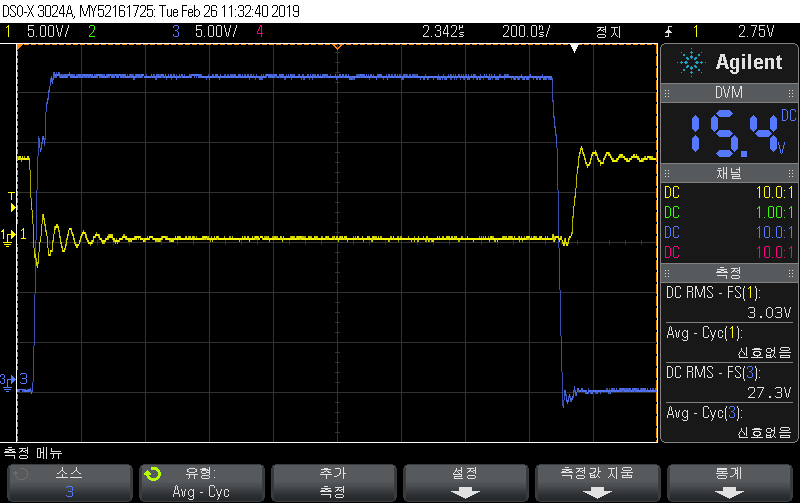 DSO-X 3024A, MY52161725: Tue Feb 26 11:32:40 2019
1 5.00V/ 2 3 5.00V/ 4 2.342␣s 200.0␣s/ 정지 1 2.75V
Agilent
DVM
15.4 DC V
채널
DC 10.0:1
DC 1.00:1
DC 10.0:1
DC 10.0:1
측정
DC RMS - FS(1):
3.03V
Avg - Cyc(1):
신호없음
DC RMS - FS(3):
27.3V
Avg - Cyc(3):
신호없음
T
1 1
3 3
측정 메뉴
소스
3
유형:
Avg - Cyc
추가
측정
설정
측정값 지움
통계